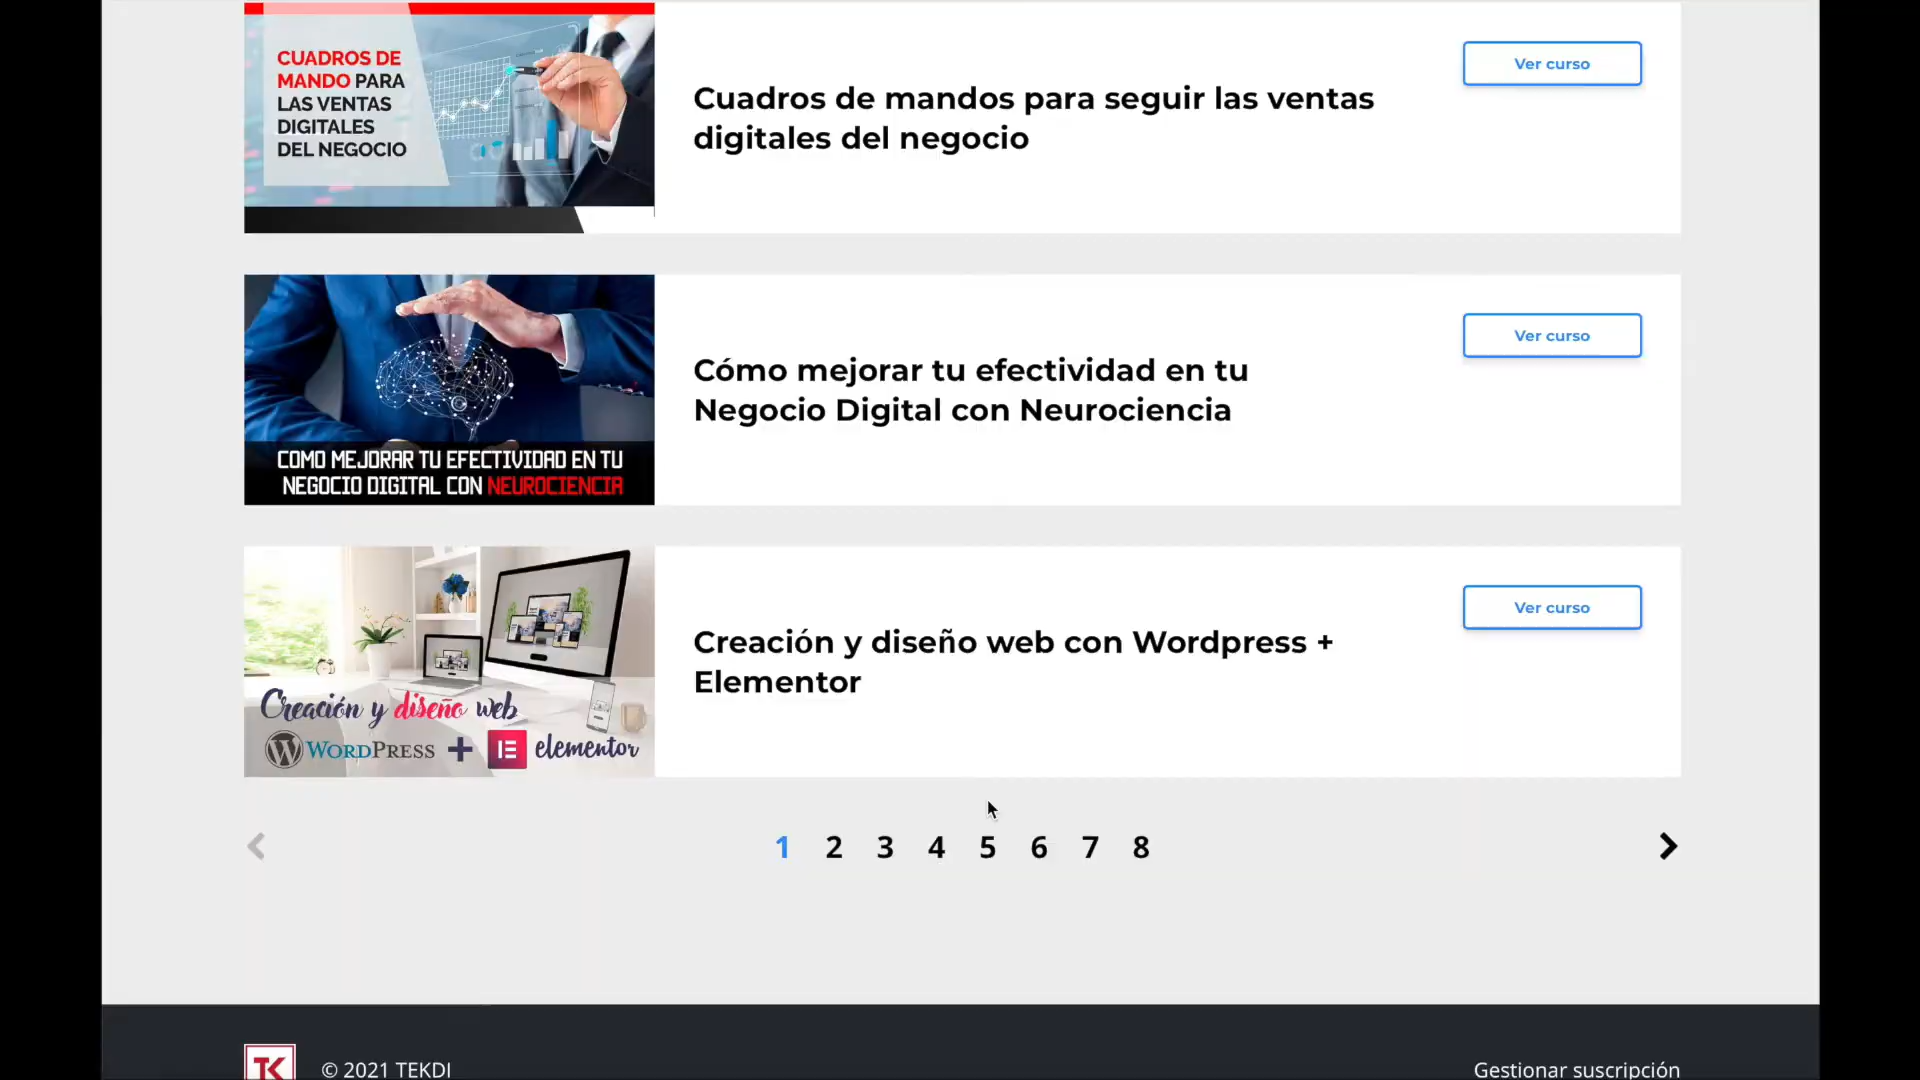 CUADROS DE
MANDO PARA
LAS VENTAS
DIGITALES
DEL NEGOCIO
Cuadros de mandos para seguir las ventas
digitales del negocio
Ver curso
COMO MEJORAR TU EFECTIVIDAD EN TU
NEGOCIO DIGITAL CON NEUROCIENCIA
Cómo mejorar tu efectividad en tu
Negocio Digital con Neurociencia
Ver curso
Creación y diseño web
WORDPRESS + elementor
Creación y diseño web con Wordpress +
Elementor
Ver curso
1 2 3 4 5 6 7 8
TK
© 2021 TEKDI
Gestionar suscripción